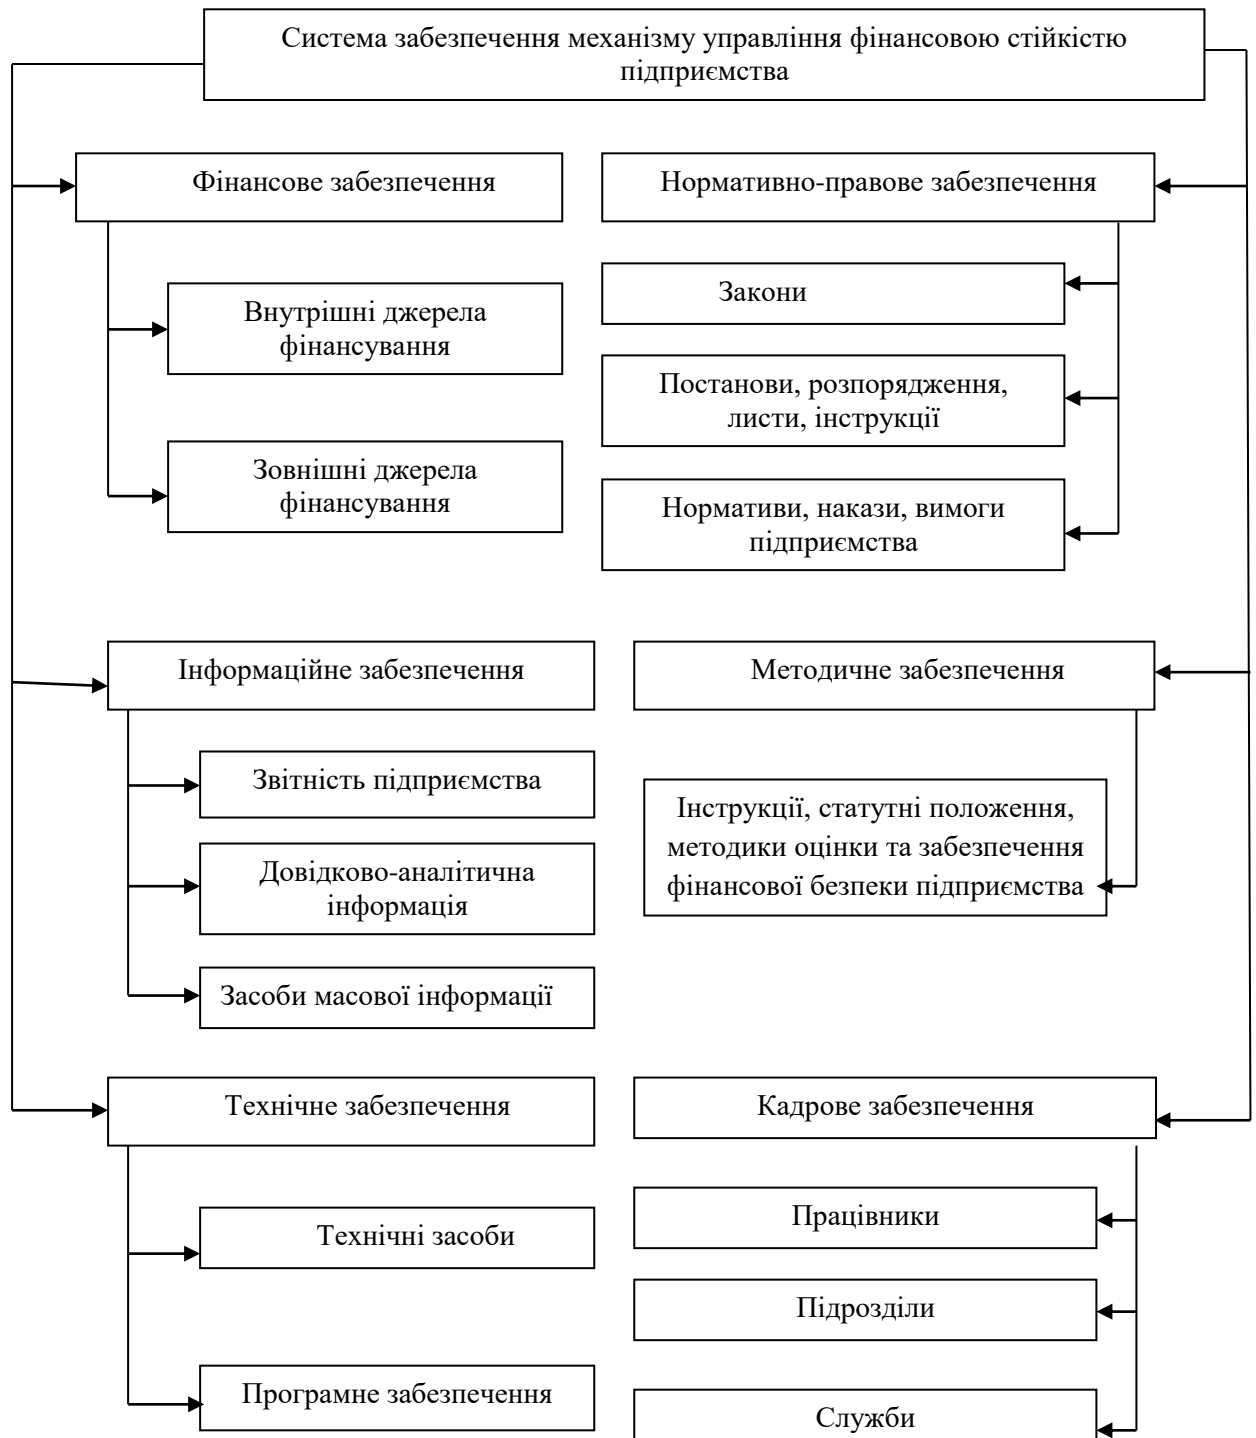 Система забезпечення механізму управління фінансовою стійкістю
підприємства
Фінансове забезпечення
Внутрішні джерела
фінансування
Зовнішні джерела
фінансування
Нормативно-правове забезпечення
Закони
Постанови, розпорядження,
листи, інструкції
Нормативи, накази, вимоги
підприємства
Інформаційне забезпечення
Звітність підприємства
Довідково-аналітична
інформація
Засоби масової інформації
Методичне забезпечення
Інструкції, статутні положення,
методики оцінки та забезпечення
фінансової безпеки підприємства
Технічне забезпечення
Технічні засоби
Програмне забезпечення
Кадрове забезпечення
Працівники
Підрозділи
Служби